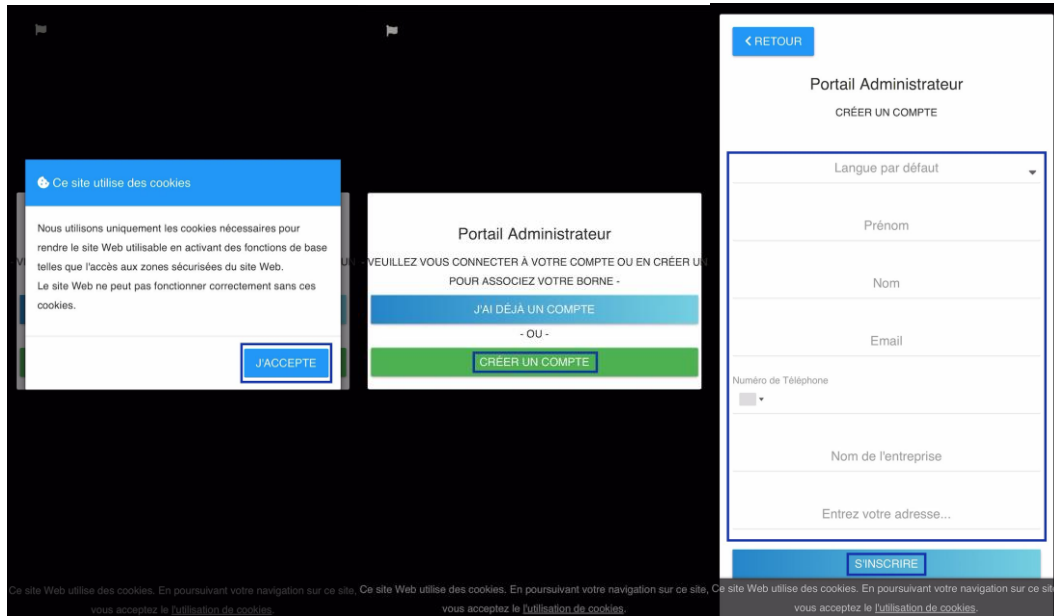 Ce site utilise des cookies
Nous utilisons uniquement les cookies nécessaires pour
rendre le site Web utilisable en activant des fonctions de base
telles que l'accès aux zones sécurisées du site Web.
Le site Web ne peut pas fonctionner correctement sans ces
cookies.
J'ACCEPTE
Ce site Web utilise des cookies. En poursuivant votre navigation sur ce site,
vous acceptez le l'utilisation de cookies.
Portail Administrateur
- VEUILLEZ VOUS CONNECTER À VOTRE COMPTE OU EN CRÉER UN
POUR ASSOCIEZ VOTRE BORNE -
J'AI DÉJÀ UN COMPTE
- OU -
CRÉER UN COMPTE
Ce site Web utilise des cookies. En poursuivant votre navigation sur ce site,
vous acceptez le l'utilisation de cookies.
RETOUR
Portail Administrateur
CRÉER UN COMPTE
Langue par défaut
Prénom
Nom
Email
Numéro de Téléphone
Nom de l'entreprise
Entrez votre adresse...
S'INSCRIRE
Ce site Web utilise des cookies. En poursuivant votre navigation sur ce site
vous acceptez le l'utilisation de cookies.